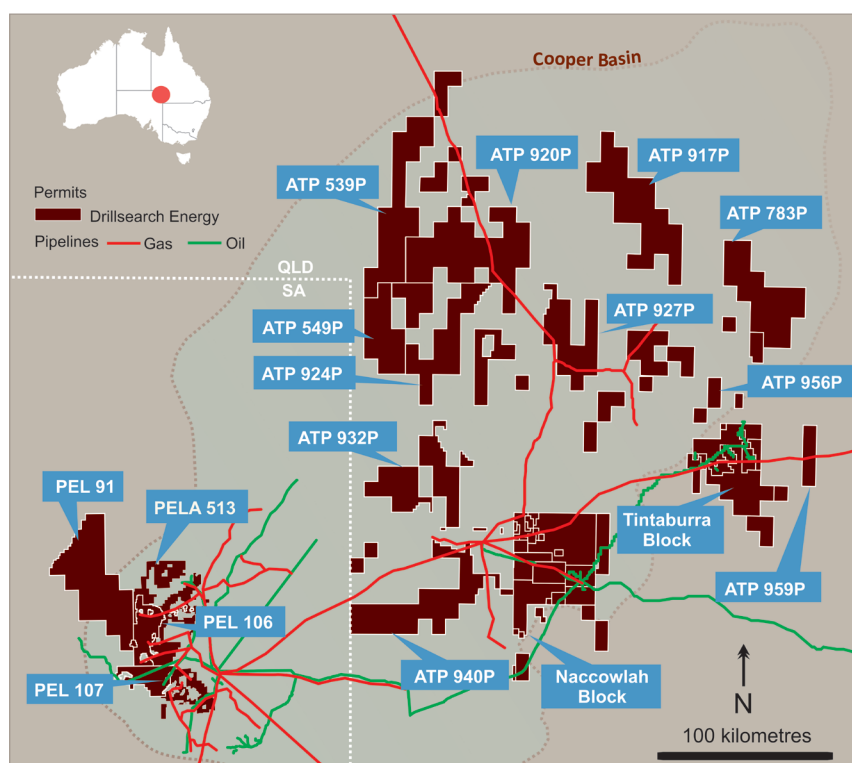 Cooper Basin
ATP 539P
ATP 920P
ATP 917P
Permits
Drillsearch Energy
Pipelines
Gas
Oil
ATP 783P
QLD
SA
ATP 549P
ATP 927P
ATP 924P
ATP 956P
ATP 932P
PEL 91
PELA 513
Tintaburra
Block
ATP 959P
PEL 106
PEL 107
ATP 940P
Naccowlah
Block
N
100 kilometres